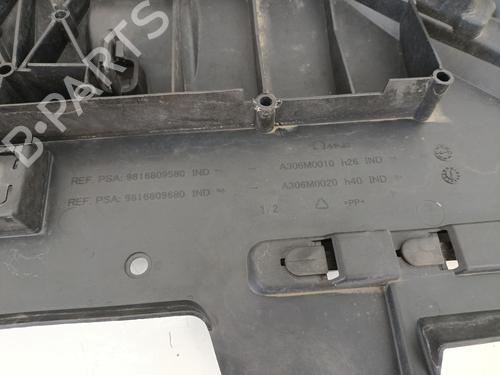 B-PARTS
REF. PSA: 9816809580 IND
A306M0010 h26 IND
REF. PSA: 9816809680 IND
A306M0020 h40 IND
1.2
>PP<